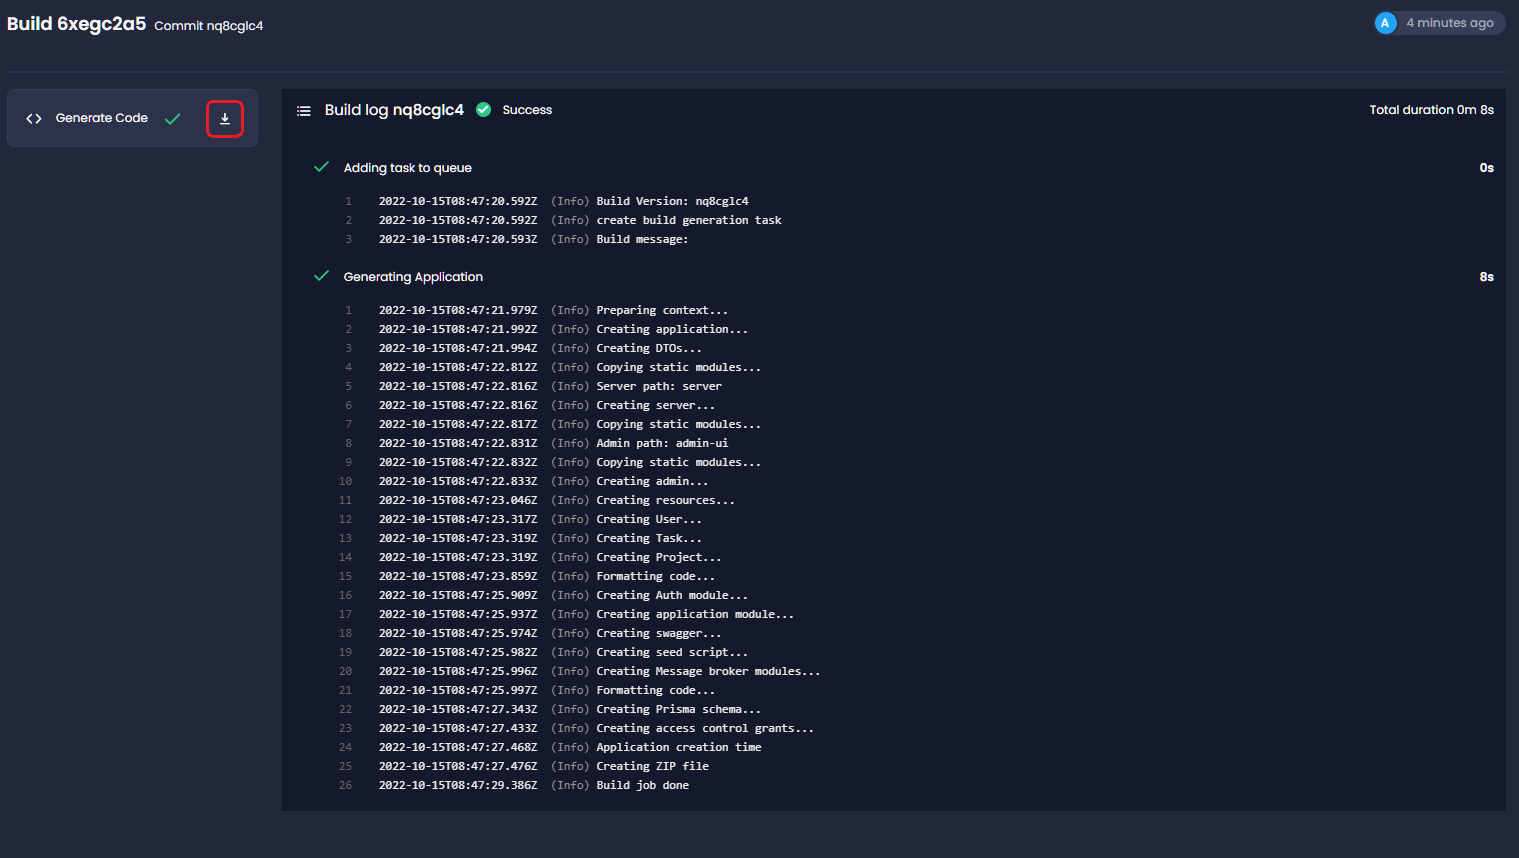 Build 6xegc2a5 Commit nq8cglc4
A 4 minutes ago
Generate Code
Build log nq8cglc4 Success Total duration 0m 8s
Adding task to queue 0s
1 2022-10-15T08:47:20.592Z (Info) Build Version: nq8cglc4
2 2022-10-15T08:47:20.592Z (Info) create build generation task
3 2022-10-15T08:47:20.593Z (Info) Build message:
Generating Application 8s
1 2022-10-15T08:47:21.979Z (Info) Preparing context...
2 2022-10-15T08:47:21.992Z (Info) Creating application...
3 2022-10-15T08:47:21.994Z (Info) Creating DTOs...
4 2022-10-15T08:47:22.812Z (Info) Copying static modules...
5 2022-10-15T08:47:22.816Z (Info) Server path: server
6 2022-10-15T08:47:22.816Z (Info) Creating server...
7 2022-10-15T08:47:22.817Z (Info) Copying static modules...
8 2022-10-15T08:47:22.831Z (Info) Admin path: admin-ui
9 2022-10-15T08:47:22.832Z (Info) Copying static modules...
10 2022-10-15T08:47:22.833Z (Info) Creating admin...
11 2022-10-15T08:47:23.046Z (Info) Creating resources...
12 2022-10-15T08:47:23.317Z (Info) Creating User...
13 2022-10-15T08:47:23.319Z (Info) Creating Task...
14 2022-10-15T08:47:23.319Z (Info) Creating Project...
15 2022-10-15T08:47:23.859Z (Info) Formatting code...
16 2022-10-15T08:47:25.909Z (Info) Creating Auth module...
17 2022-10-15T08:47:25.937Z (Info) Creating application module...
18 2022-10-15T08:47:25.974Z (Info) Creating swagger...
19 2022-10-15T08:47:25.982Z (Info) Creating seed script...
20 2022-10-15T08:47:25.996Z (Info) Creating Message broker modules...
21 2022-10-15T08:47:25.997Z (Info) Formatting code...
22 2022-10-15T08:47:27.343Z (Info) Creating Prisma schema...
23 2022-10-15T08:47:27.433Z (Info) Creating access control grants...
24 2022-10-15T08:47:27.468Z (Info) Application creation time
25 2022-10-15T08:47:27.476Z (Info) Creating ZIP file
26 2022-10-15T08:47:29.386Z (Info) Build job done